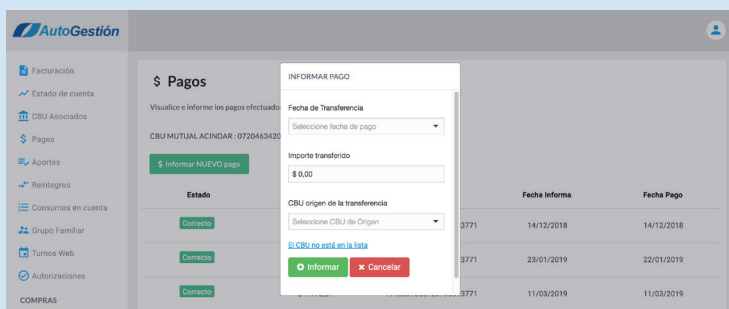 AutoGestión
Facturación
Estado de cuenta
CBU Asociados
Pagos
Aportes
Reintegros
Consumos en cuenta
Grupo Familiar
Turnos Web
Autorizaciones
COMPRAS
$ Pagos
Visualice e informe los pagos efectuados
CBU MUTUAL ACINDAR : 0720463420
$ Informar NUEVO pago
INFORMAR PAGO
Fecha de Transferencia
Seleccione fecha de pago
Importe transferido
$ 0,00
CBU origen de la transferencia
Seleccione CBU de Origen
El CBU no está en la lista
Informar
Cancelar
Estado Fecha Informa Fecha Pago
Correcto 3771 14/12/2018 14/12/2018
Correcto 3771 23/01/2019 22/01/2019
Correcto 3771 11/03/2019 11/03/2019